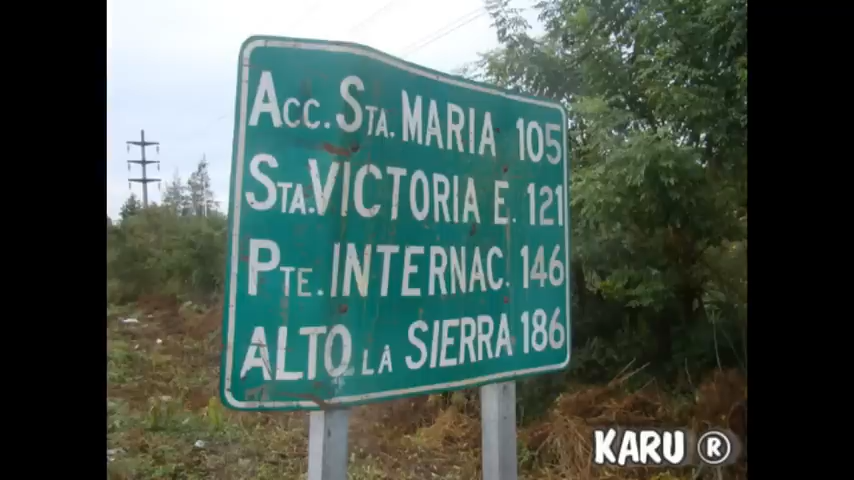 Acc. Sta. MARIA 105
Sta. VICTORIA E. 121
Pte. INTERNAC. 146
ALTO LA SIERRA 186
KARU ®